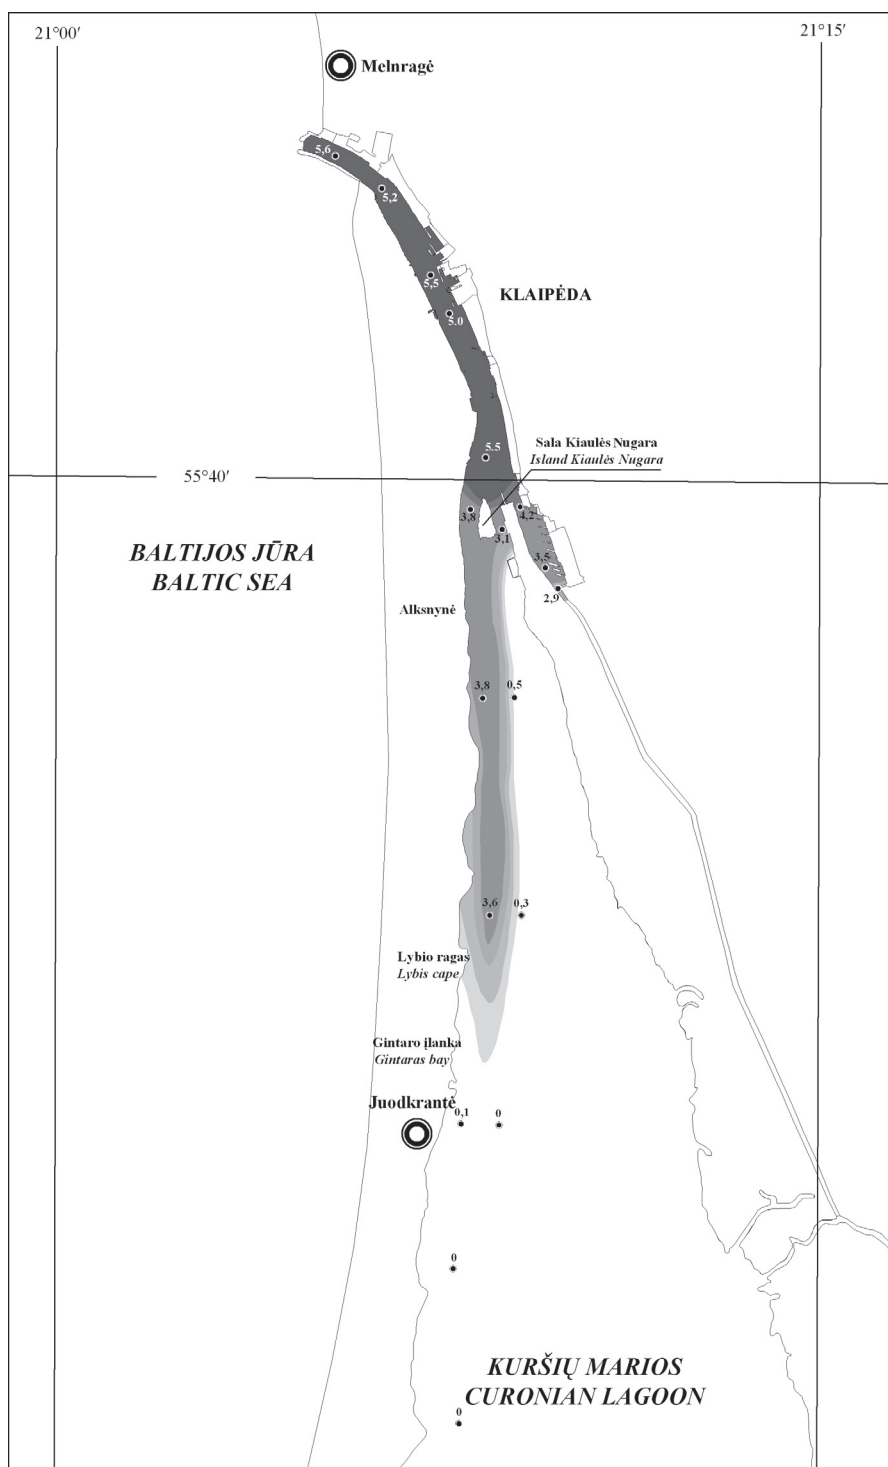 21°00′
21°15′
Melnragė
5,6
5,2
5,5
5.0
KLAIPĖDA
Sala Kiaulės Nugara
Island Kiaulės Nugara
5.5
55°40′
3,8
4,2
3,1
BALTIJOS JŪRA
BALTIC SEA
3,5
2,9
Alksnynė
3,8
0,5
3,6
0,3
Lybio ragas
Lybis cape
Gintaro įlanka
Gintaras bay
Juodkrantė
0,1
0
0
KURŠIŲ MARIOS
CURONIAN LAGOON
0